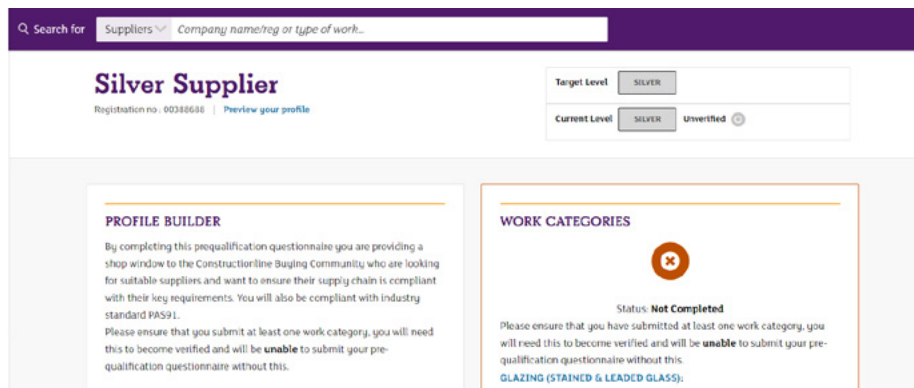 Search for Suppliers Company name/reg or type of work...
Silver Supplier
Registration no: 00388688 | Preview your profile
Target Level SILVER
Current Level SILVER Unverified
PROFILE BUILDER
By completing this prequalification questionnaire you are providing a
shop window to the Constructionline Buying Community who are looking
for suitable suppliers and want to ensure their supply chain is compliant
with their key requirements. You will also be compliant with industry
standard PAS91.
Please ensure that you submit at least one work category, you will need
this to become verified and will be unable to submit your pre-
qualification questionnaire without this.
WORK CATEGORIES
Status: Not Completed
Please ensure that you have submitted at least one work category, you
will need this to become verified and will be unable to submit your pre-
qualification questionnaire without this.
GLAZING (STAINED & LEADED GLASS):